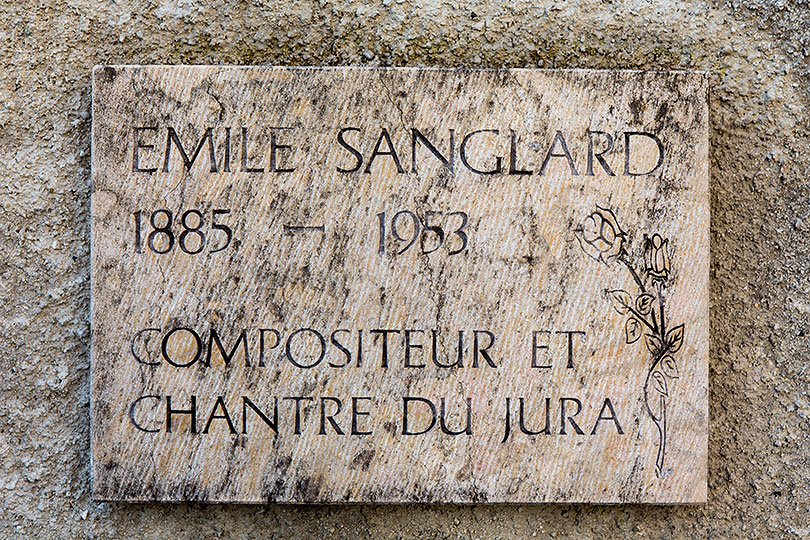 EMILE SANGLARD
1885 – 1953
COMPOSITEUR ET
CHANTRE DU JURA